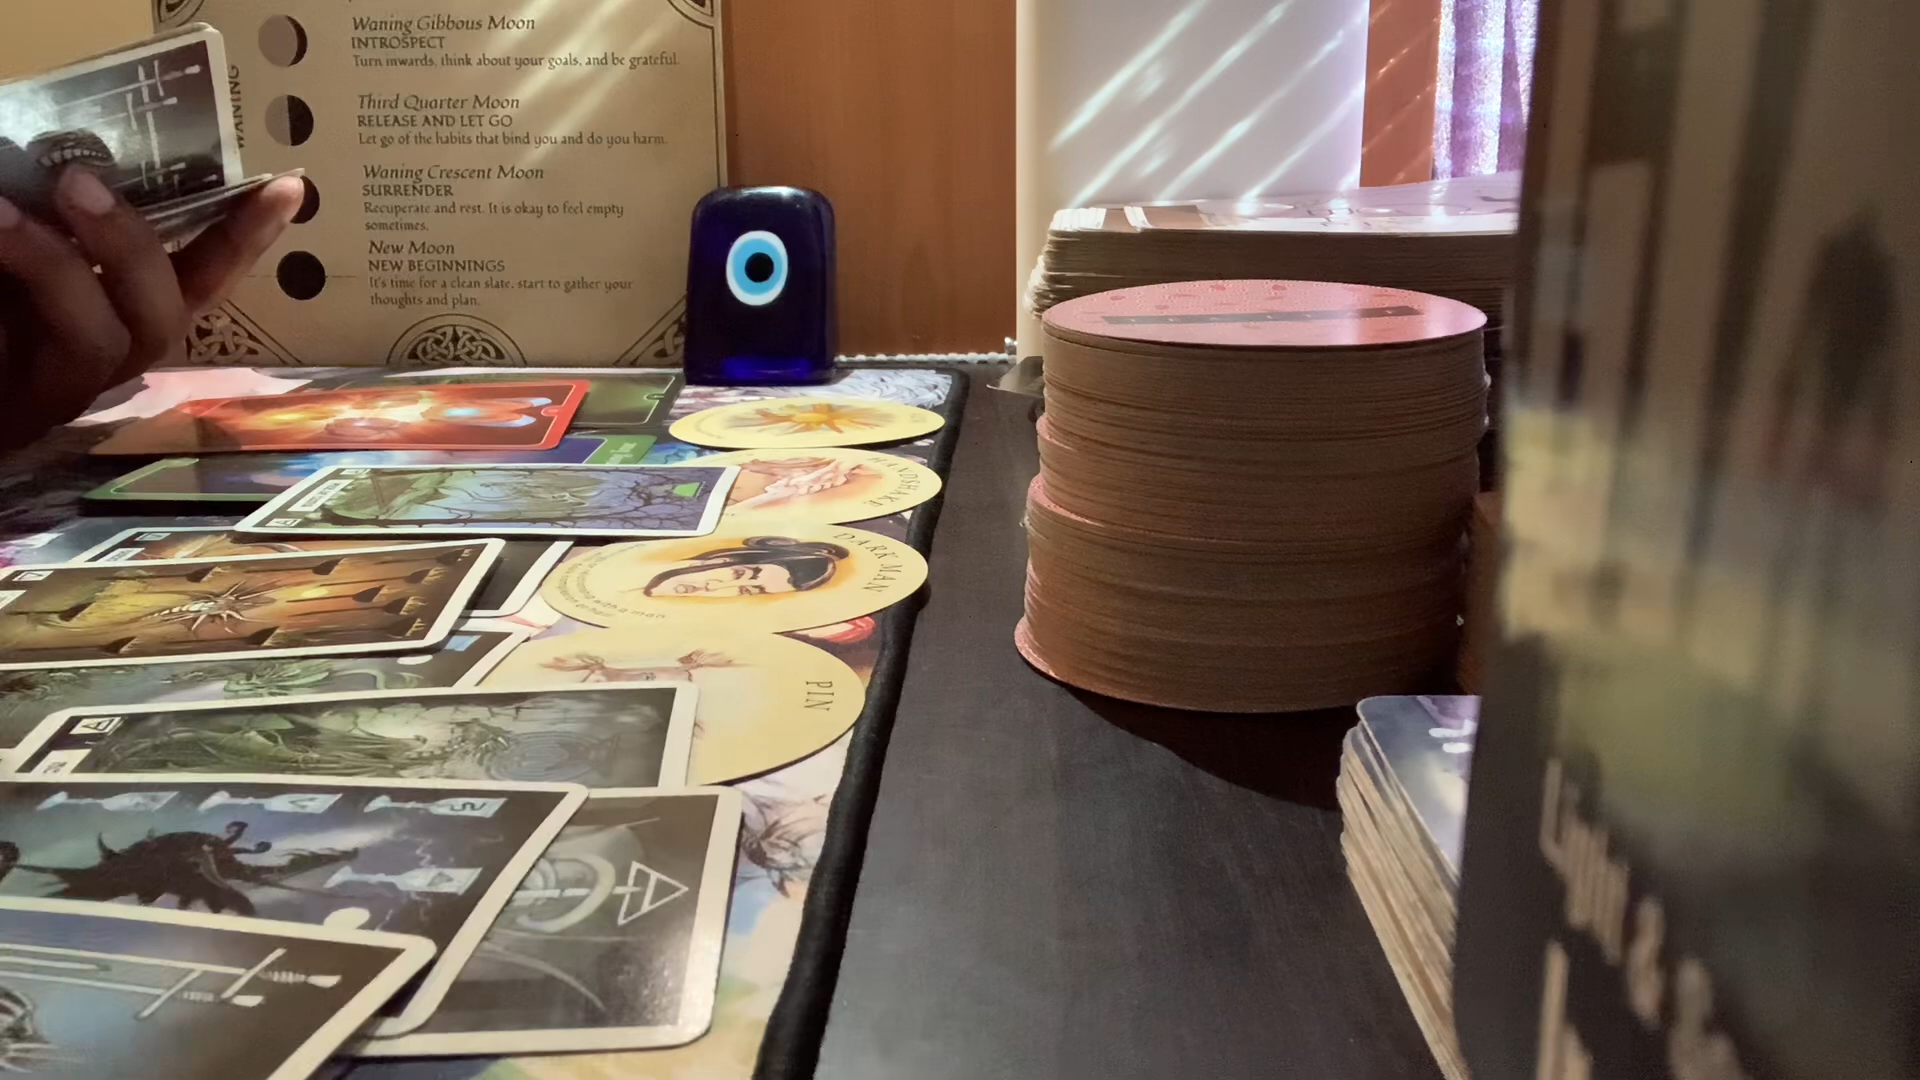 Waning Gibbous Moon
INTROSPECT
Turn inwards, think about your goals, and be grateful.
WANING
Third Quarter Moon
RELEASE AND LET GO
Let go of the habits that bind you and do you harm.
Waning Crescent Moon
SURRENDER
Recuperate and rest. It is okay to feel empty
sometimes.
New Moon
NEW BEGINNINGS
It's time for a clean slate. start to gather your
thoughts and plan.
HANDSHAKE
DARK MAN
with a man
PIN